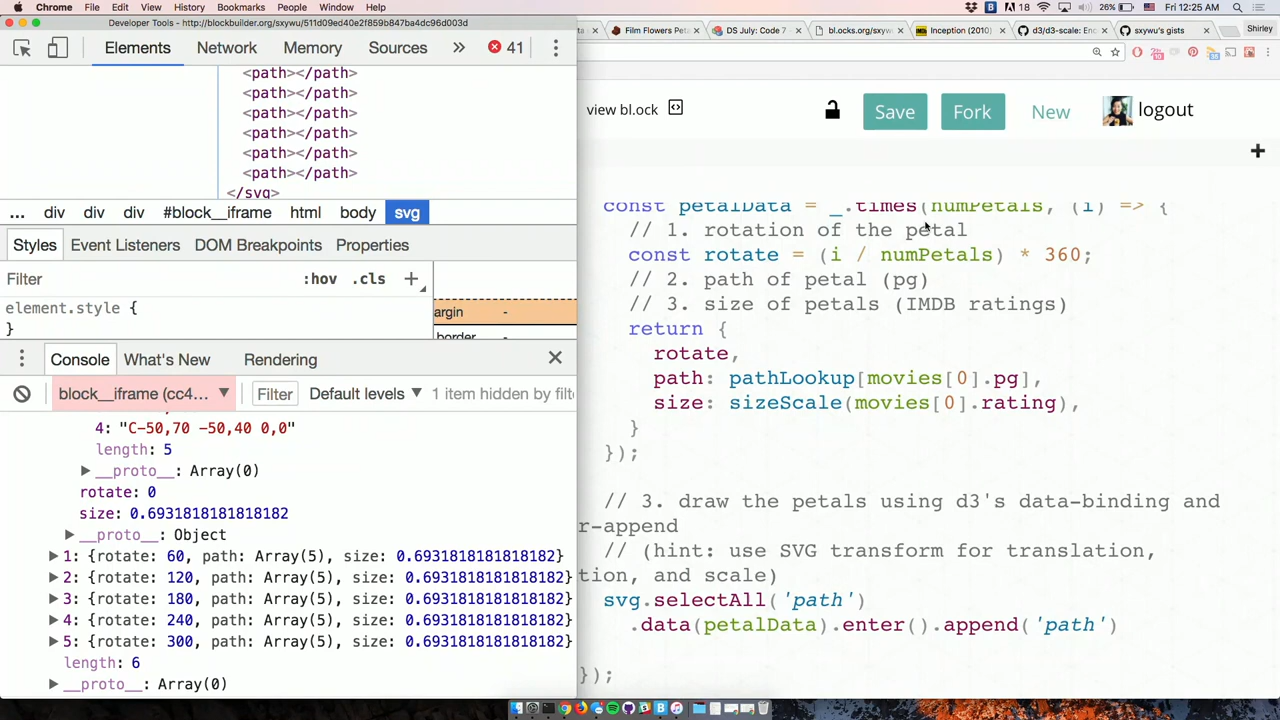 Chrome File Edit View History Bookmarks People Window Help
18 26% Fri 12:25 AM
Developer Tools - http://blockbuilder.org/sxywu/511d09ed40e2f859b847ba4dc96d003d
Film Flowers Peta DS July: Code 7 bl.ocks.org/sxyw Inception (2010) d3/d3-scale: Enc sxywu's gists Shirley
Elements Network Memory Sources » 41
<path></path>
<path></path>
<path></path>
<path></path>
<path></path>
<path></path>
</svg>
... div div div #block__iframe html body svg
Styles Event Listeners DOM Breakpoints Properties
Filter :hov .cls +
element.style {
}
argin -
border -
Console What's New Rendering
block__iframe (cc4... Filter Default levels 1 item hidden by filt
4: "C-50,70 -50,40 0,0"
length: 5
__proto__: Array(0)
rotate: 0
size: 0.6931818181818182
__proto__: Object
1: {rotate: 60, path: Array(5), size: 0.6931818181818182}
2: {rotate: 120, path: Array(5), size: 0.6931818181818182}
3: {rotate: 180, path: Array(5), size: 0.6931818181818182}
4: {rotate: 240, path: Array(5), size: 0.6931818181818182}
5: {rotate: 300, path: Array(5), size: 0.6931818181818182}
length: 6
__proto__: Array(0)
view bl.ock Save Fork New logout
+
const petalData = _.times(numPetals, (i) => {
// 1. rotation of the petal
const rotate = (i / numPetals) * 360;
// 2. path of petal (pg)
// 3. size of petals (IMDB ratings)
return {
rotate,
path: pathLookup[movies[0].pg],
size: sizeScale(movies[0].rating),
}
});
// 3. draw the petals using d3's data-binding and
r-append
// (hint: use SVG transform for translation,
tion, and scale)
svg.selectAll('path')
.data(petalData).enter().append('path')
});